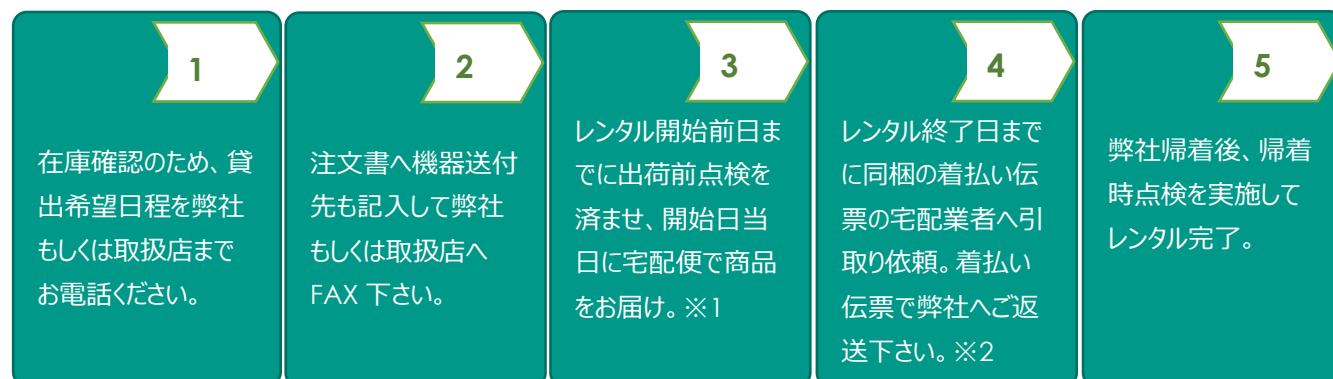 1
在庫確認のため、貸
出希望日程を弊社
もしくは取扱店まで
お電話ください。
2
注文書へ機器送付
先も記入して弊社
もしくは取扱店へ
FAX 下さい。
3
レンタル開始前日ま
でに出荷前点検を
済ませ、開始日当
日に宅配便で商品
をお届け。※1
4
レンタル終了日まで
に同梱の着払い伝
票の宅配業者へ引
取り依頼。着払い
伝票で弊社へご返
送下さい。※2
5
弊社帰着後、帰着
時点検を実施して
レンタル完了。